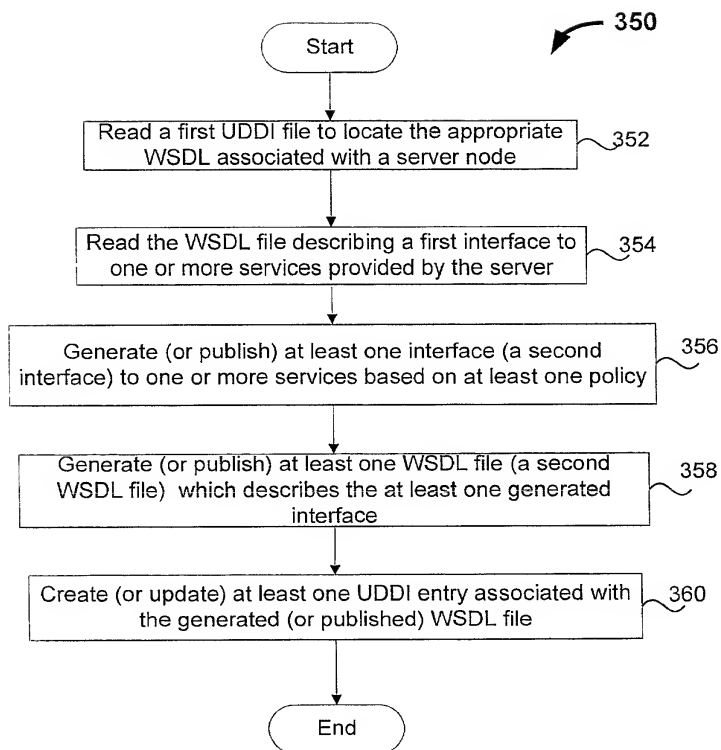 350
Start
Read a first UDDI file to locate the appropriate
WSDL associated with a server node
352
Read the WSDL file describing a first interface to
one or more services provided by the server
354
Generate (or publish) at least one interface (a second
interface) to one or more services based on at least one policy
356
Generate (or publish) at least one WSDL file (a second
WSDL file) which describes the at least one generated
interface
358
Create (or update) at least one UDDI entry associated with
the generated (or published) WSDL file
360
End